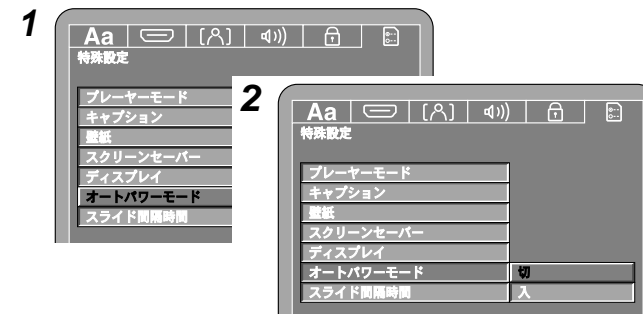 1
Aa
特殊設定
プレーヤーモード
キャプション
壁紙
スクリーンセーバー
ディスプレイ
オートパワーモード
スライド間隔時間
2
Aa
特殊設定
プレーヤーモード
キャプション
壁紙
スクリーンセーバー
ディスプレイ
オートパワーモード 切
スライド間隔時間 入